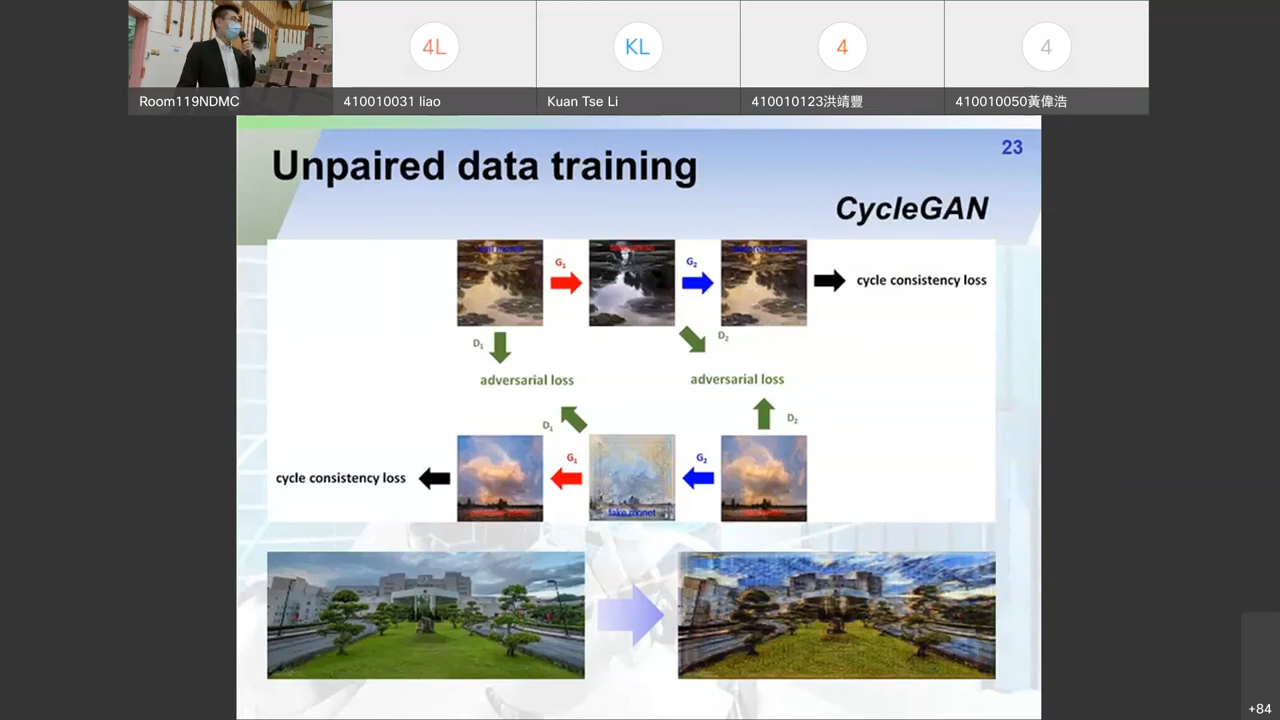 4L
KL
4
4
Room119NDMC
410010031 liao
Kuan Tse Li
410010123洪靖豐
410010050黃偉浩
23
Unpaired data training
CycleGAN
G₁
G₂
cycle consistency loss
D₁
D₂
adversarial loss
adversarial loss
D₁
D₂
G₁
G₂
cycle consistency loss
fake monet
+84